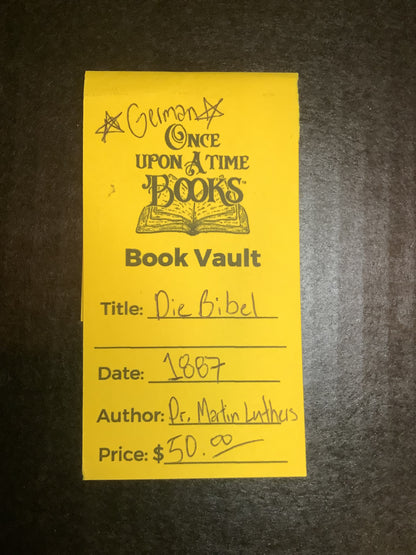 ☆German☆
ONCE
UPON A TIME
BOOKS
Book Vault
Title: Die Bibel
Date: 1887
Author: Dr. Martin Luthers
Price: $50.00